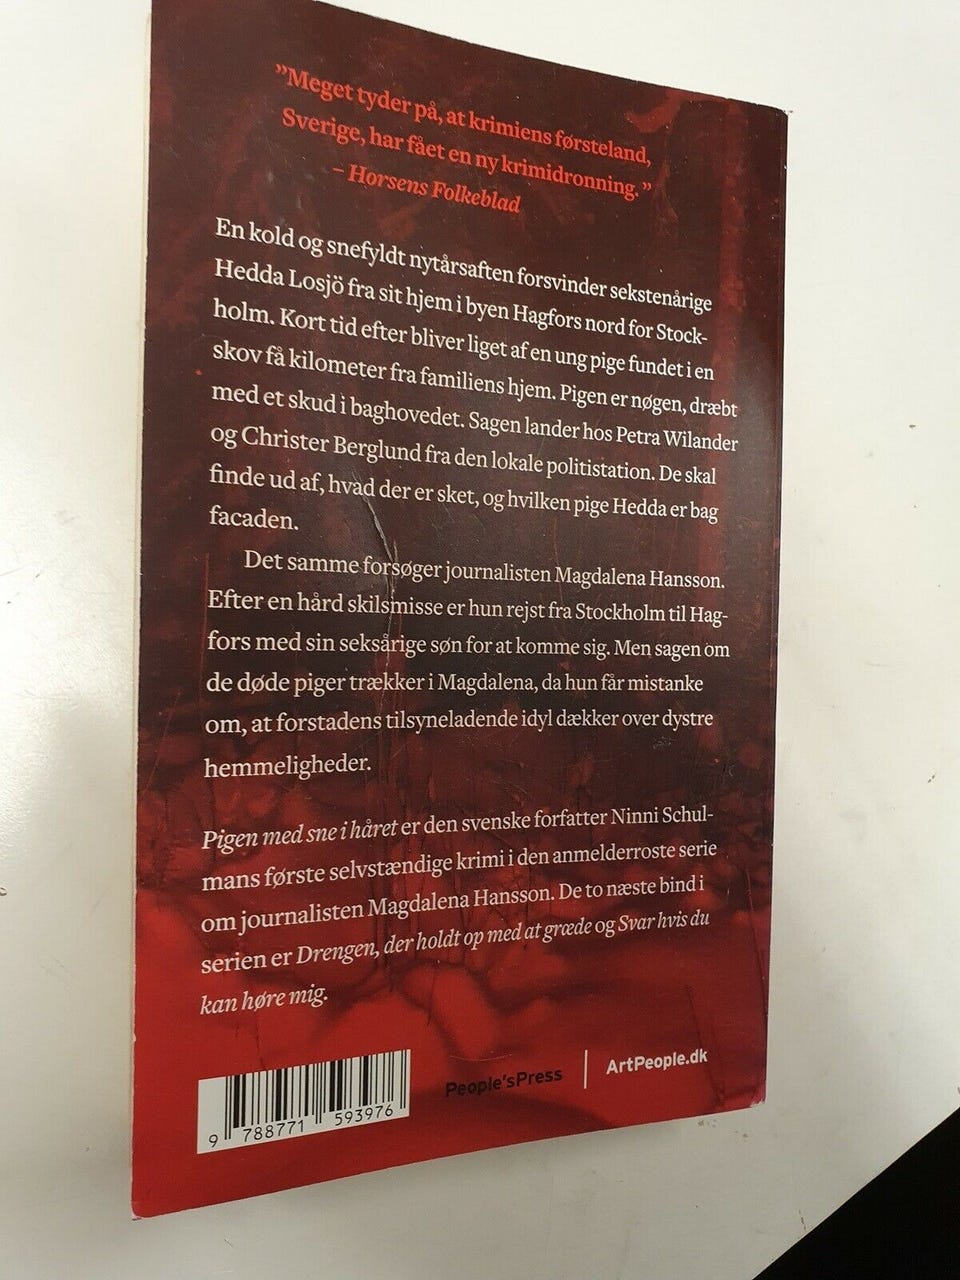 ”Meget tyder på, at krimiens førsteland,
Sverige, har fået en ny krimidronning.”
– Horsens Folkeblad
En kold og snefyldt nytårsaften forsvinder sekstenårige
Hedda Losjö fra sit hjem i byen Hagfors nord for Stock-
holm. Kort tid efter bliver liget af en ung pige fundet i en
skov få kilometer fra familiens hjem. Pigen er nøgen, dræbt
med et skud i baghovedet. Sagen lander hos Petra Wilander
og Christer Berglund fra den lokale politistation. De skal
finde ud af, hvad der er sket, og hvilken pige Hedda er bag
facaden.
Det samme forsøger journalisten Magdalena Hansson.
Efter en hård skilsmisse er hun rejst fra Stockholm til Hag-
fors med sin seksårige søn for at komme sig. Men sagen om
de døde piger trækker i Magdalena, da hun får mistanke
om, at forstadens tilsyneladende idyl dækker over dystre
hemmeligheder.
Pigen med sne i håret er den svenske forfatter Ninni Schul-
mans første selvstændige krimi i den anmelderroste serie
om journalisten Magdalena Hansson. De to næste bind i
serien er Drengen, der holdt op med at græde og Svar hvis du
kan høre mig.
People'sPress | ArtPeople.dk
9 788771 593976